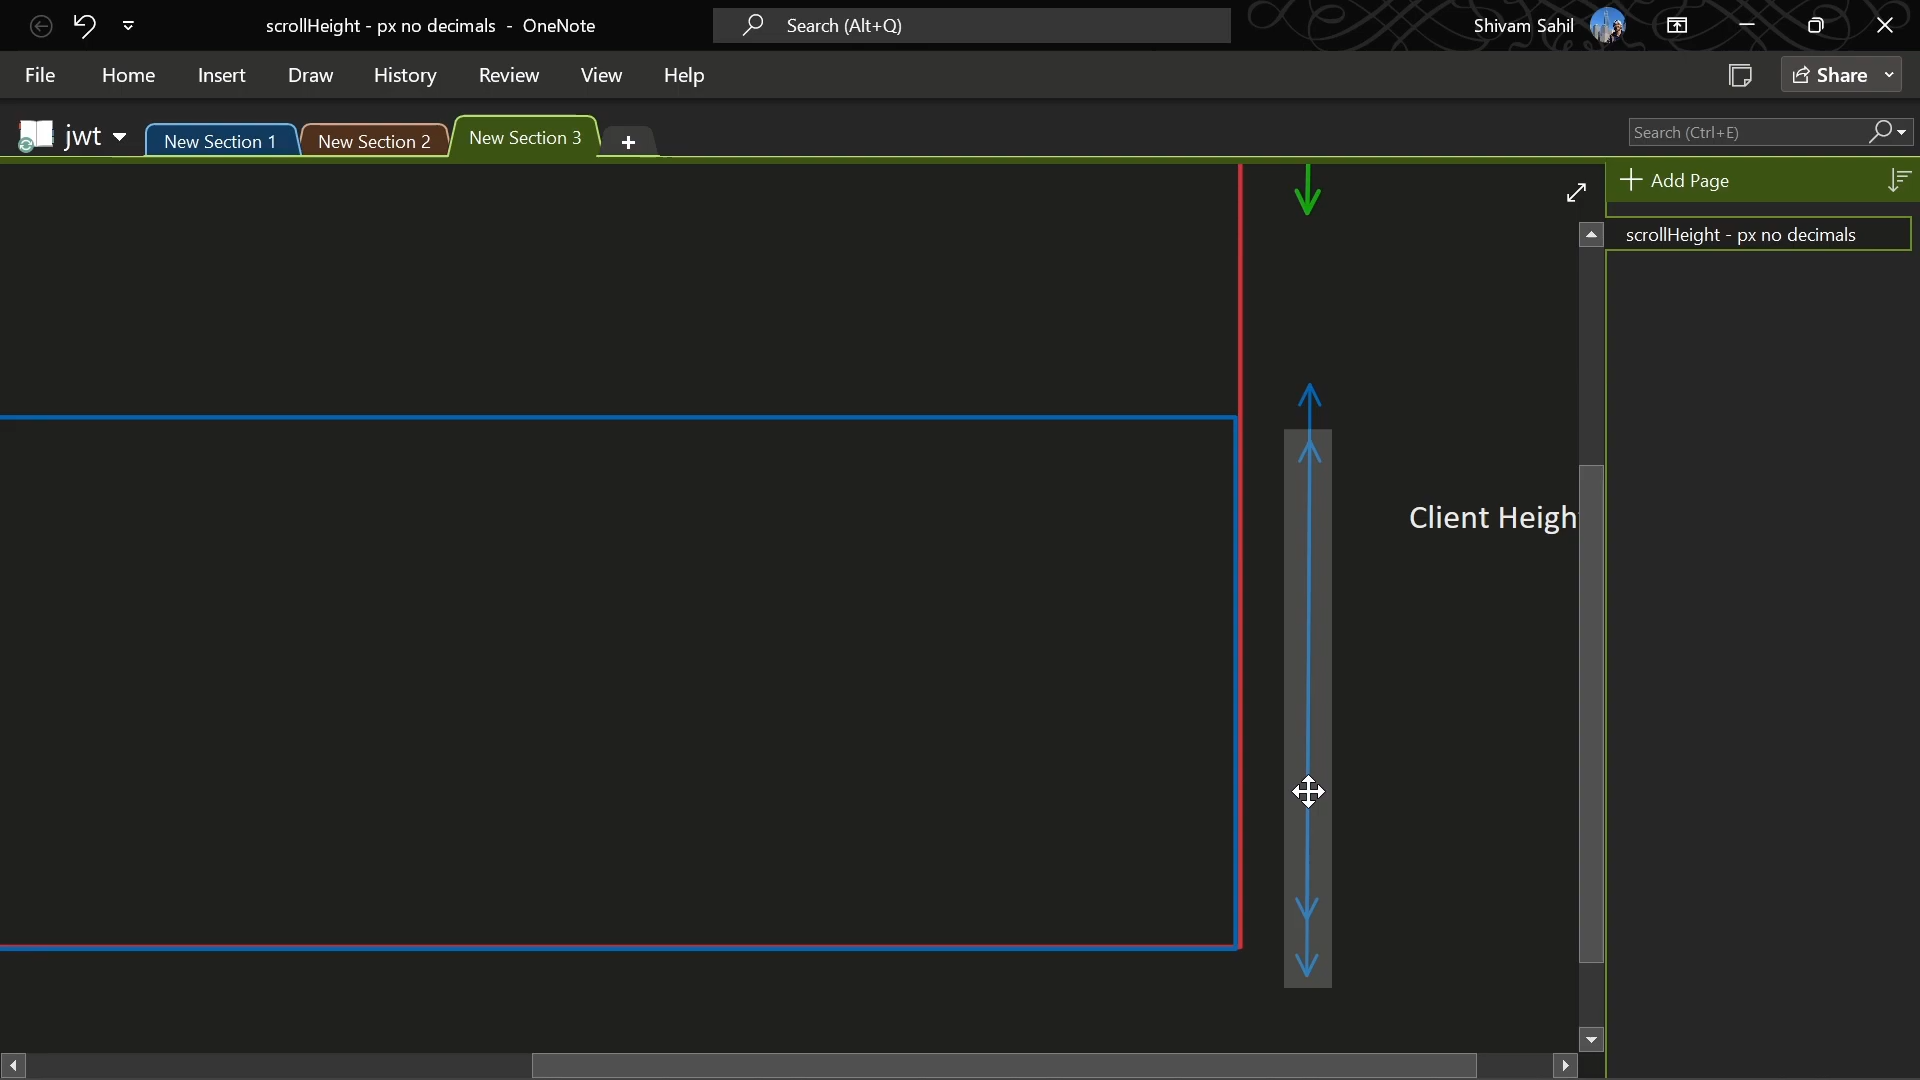 scrollHeight - px no decimals - OneNote
Search (Alt+Q)
Shivam Sahil
File Home Insert Draw History Review View Help
Share
jwt
New Section 1
New Section 2
New Section 3
Search (Ctrl+E)
Add Page
scrollHeight - px no decimals
Client Heigh